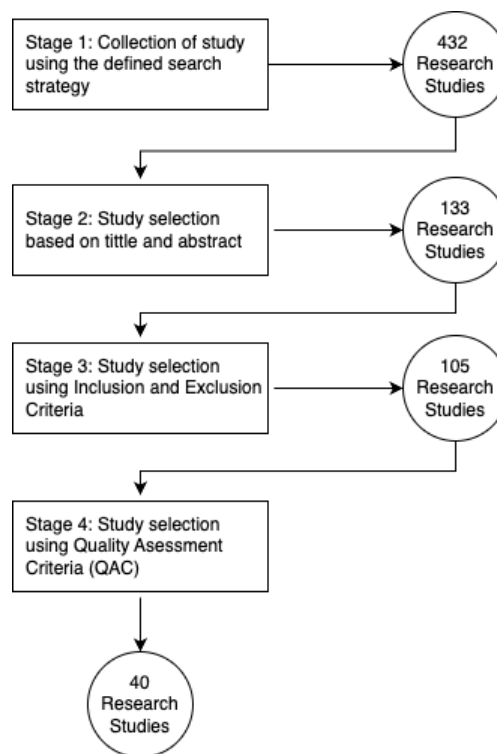 Stage 1: Collection of study
using the defined search
strategy
432
Research
Studies
Stage 2: Study selection
based on tittle and abstract
133
Research
Studies
Stage 3: Study selection
using Inclusion and Exclusion
Criteria
105
Research
Studies
Stage 4: Study selection
using Quality Asessment
Criteria (QAC)
40
Research
Studies